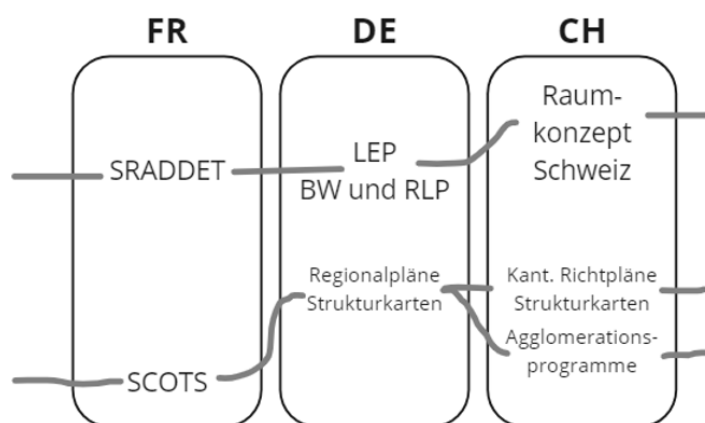 FR
DE
CH
SRADDET
SCOTS
LEP
BW und RLP
Regionalpläne
Strukturkarten
Raum-
konzept
Schweiz
Kant. Richtpläne
Strukturkarten
Agglomerations-
programme